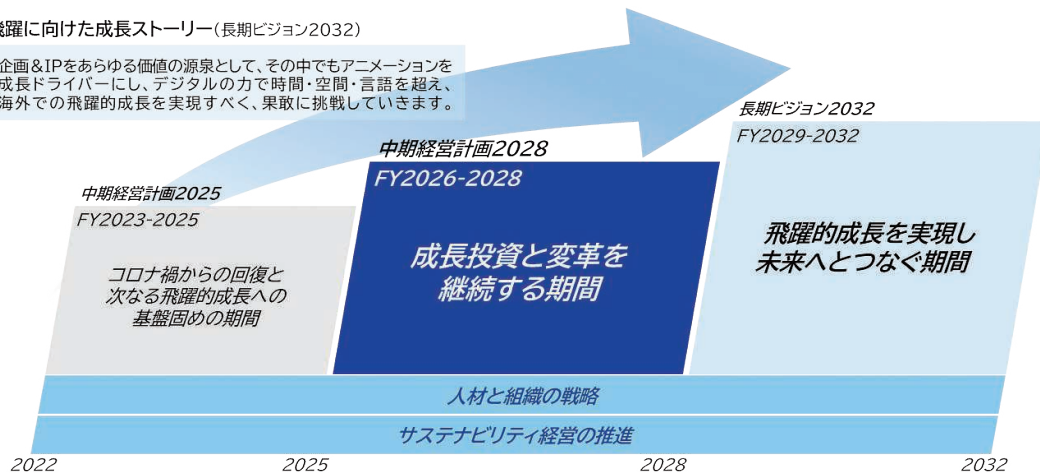 飛躍に向けた成長ストーリー(長期ビジョン2032)
企画&IPをあらゆる価値の源泉として、その中でもアニメーションを
成長ドライバーにし、デジタルの力で時間・空間・言語を超え、
海外での飛躍的成長を実現すべく、果敢に挑戦していきます。
長期ビジョン2032
FY2029-2032
飛躍的成長を実現し
未来へとつなぐ期間
中期経営計画2028
FY2026-2028
成長投資と変革を
継続する期間
中期経営計画2025
FY2023-2025
コロナ禍からの回復と
次なる飛躍的成長への
基盤固めの期間
人材と組織の戦略
サステナビリティ経営の推進
2022
2025
2028
2032